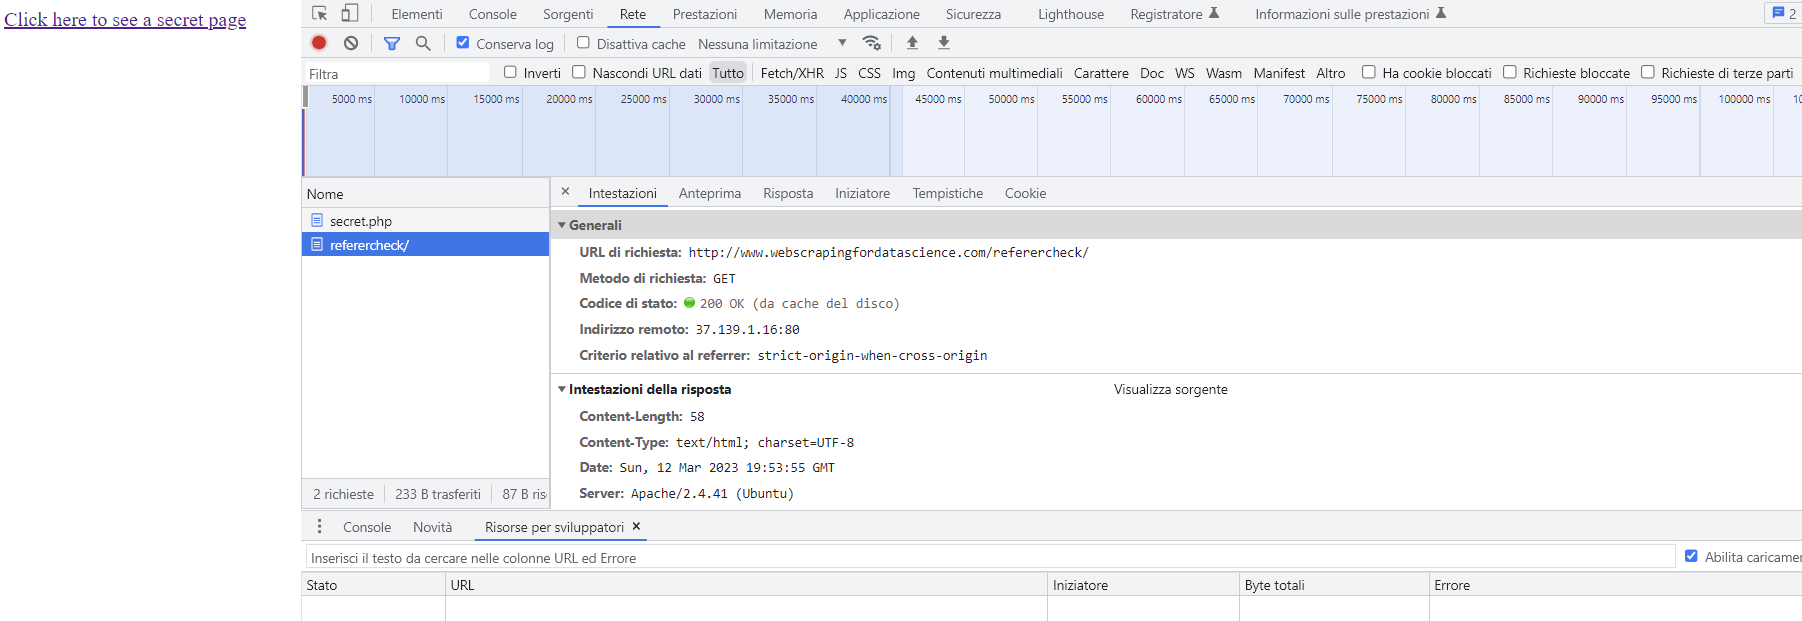 Click here to see a secret page
Elementi Console Sorgenti Rete Prestazioni Memoria Applicazione Sicurezza Lighthouse Registratore Informazioni sulle prestazioni 2
Conserva log Disattiva cache Nessuna limitazione
Filtra Inverti Nascondi URL dati Tutto Fetch/XHR JS CSS Img Contenuti multimediali Carattere Doc WS Wasm Manifest Altro Ha cookie bloccati Richieste bloccate Richieste di terze parti
5000 ms 10000 ms 15000 ms 20000 ms 25000 ms 30000 ms 35000 ms 40000 ms 45000 ms 50000 ms 55000 ms 60000 ms 65000 ms 70000 ms 75000 ms 80000 ms 85000 ms 90000 ms 95000 ms 100000 ms
Nome
secret.php
referercheck/
2 richieste 233 B trasferiti 87 B ris
× Intestazioni Anteprima Risposta Iniziatore Tempistiche Cookie
Generali
URL di richiesta: http://www.webscrapingfordatascience.com/referercheck/
Metodo di richiesta: GET
Codice di stato: 200 OK (da cache del disco)
Indirizzo remoto: 37.139.1.16:80
Criterio relativo al referrer: strict-origin-when-cross-origin
Intestazioni della risposta Visualizza sorgente
Content-Length: 58
Content-Type: text/html; charset=UTF-8
Date: Sun, 12 Mar 2023 19:53:55 GMT
Server: Apache/2.4.41 (Ubuntu)
Console Novità Risorse per sviluppatori ×
Inserisci il testo da cercare nelle colonne URL ed Errore Abilita caricame
Stato URL Iniziatore Byte totali Errore